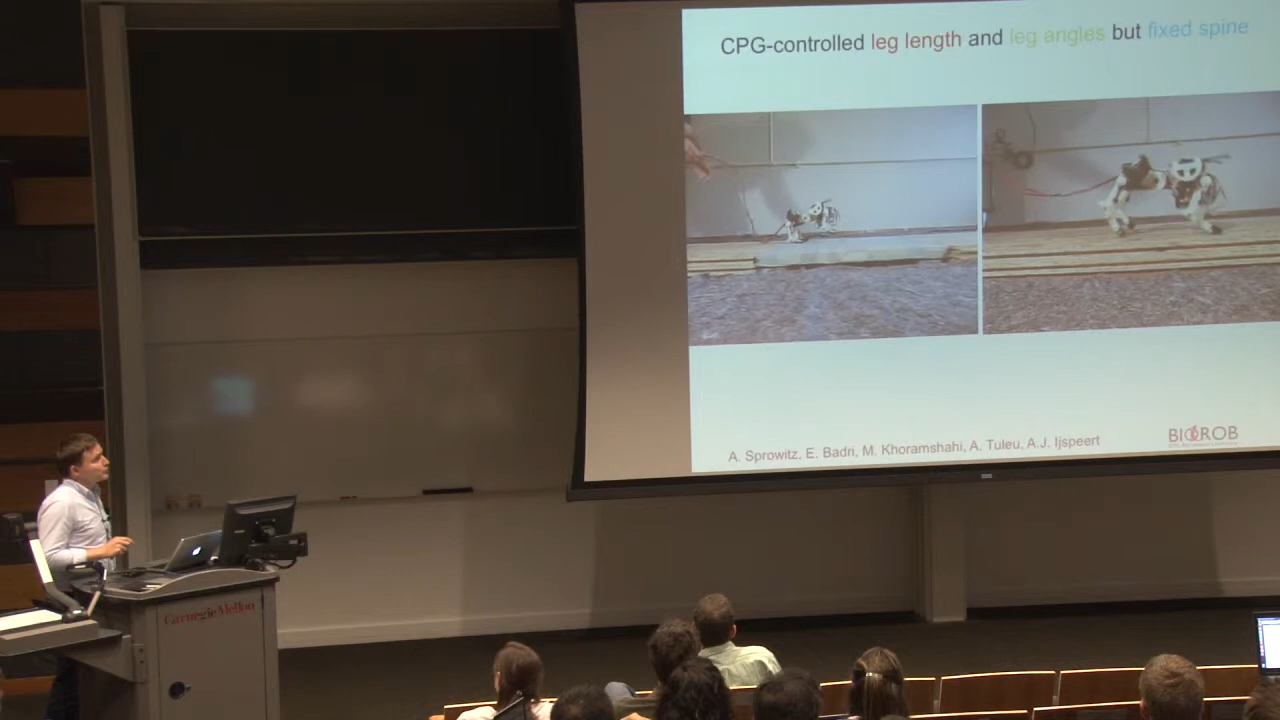 CPG-controlled leg length and leg angles but fixed spine
A. Sprowitz, E. Badri, M. Khoramshahi, A. Tuleu, A.J. Ijspeert
BIOROB
Carnegie Mellon